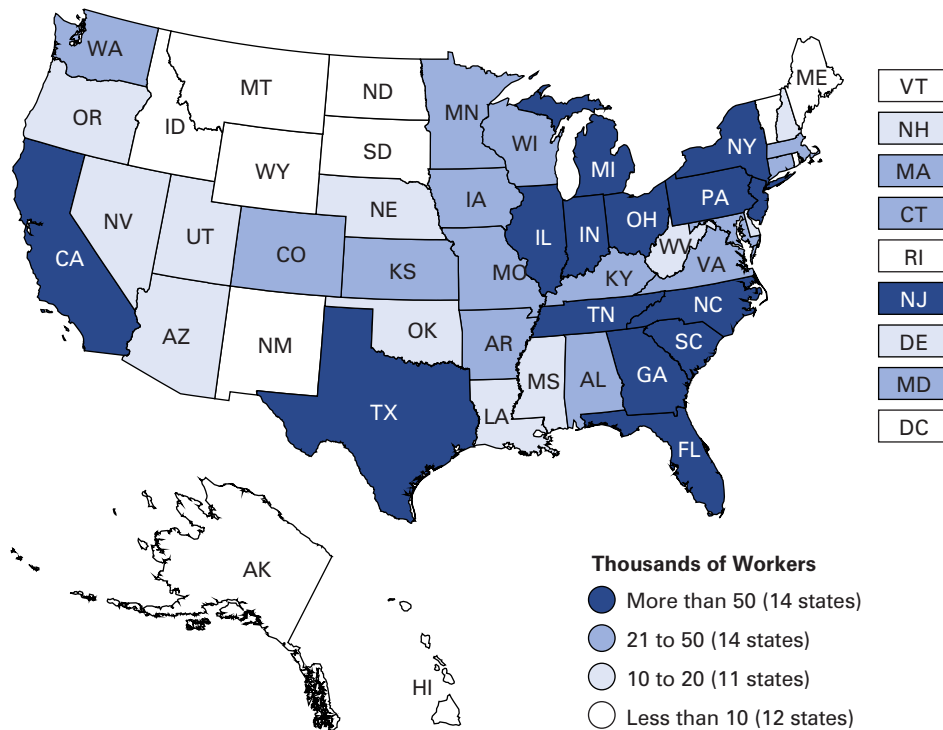 WA
MT
ND
ME
VT
OR
ID
MN
NH
SD
WI
NY
WY
MI
MA
NE
IA
PA
CT
NV
UT
IL
IN
OH
WV
RI
CA
CO
KS
MO
KY
VA
NJ
AZ
NM
OK
AR
TN
NC
DE
SC
MS
AL
GA
MD
TX
LA
FL
DC
AK
HI
Thousands of Workers
More than 50 (14 states)
21 to 50 (14 states)
10 to 20 (11 states)
Less than 10 (12 states)